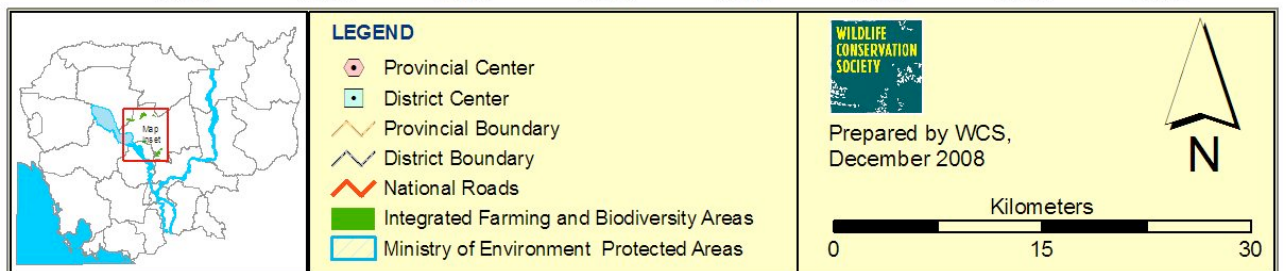 Map
inset
LEGEND
Provincial Center
District Center
Provincial Boundary
District Boundary
National Roads
Integrated Farming and Biodiversity Areas
Ministry of Environment Protected Areas
WILDLIFE
CONSERVATION
SOCIETY
Prepared by WCS,
December 2008
N
Kilometers
0 15 30